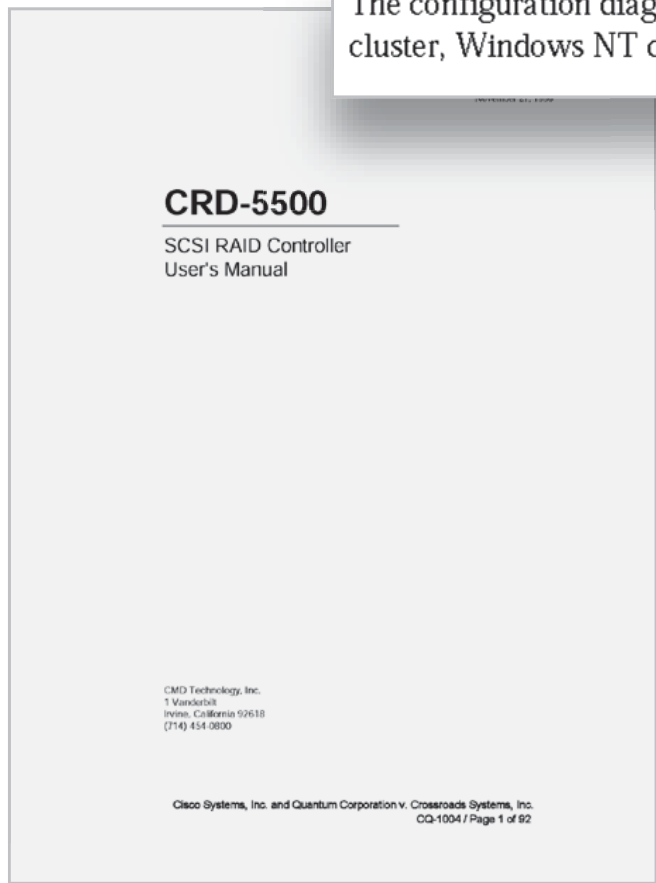 The configuration diag
cluster, Windows NT
CRD-5500
SCSI RAID Controller
User's Manual
CMD Technology, Inc.
1 Vanderbilt
Irvine, California 92618
(714) 454-0800
Cisco Systems, Inc. and Quantum Corporation v. Crossroads Systems, Inc.
CQ-1004 / Page 1 of 92